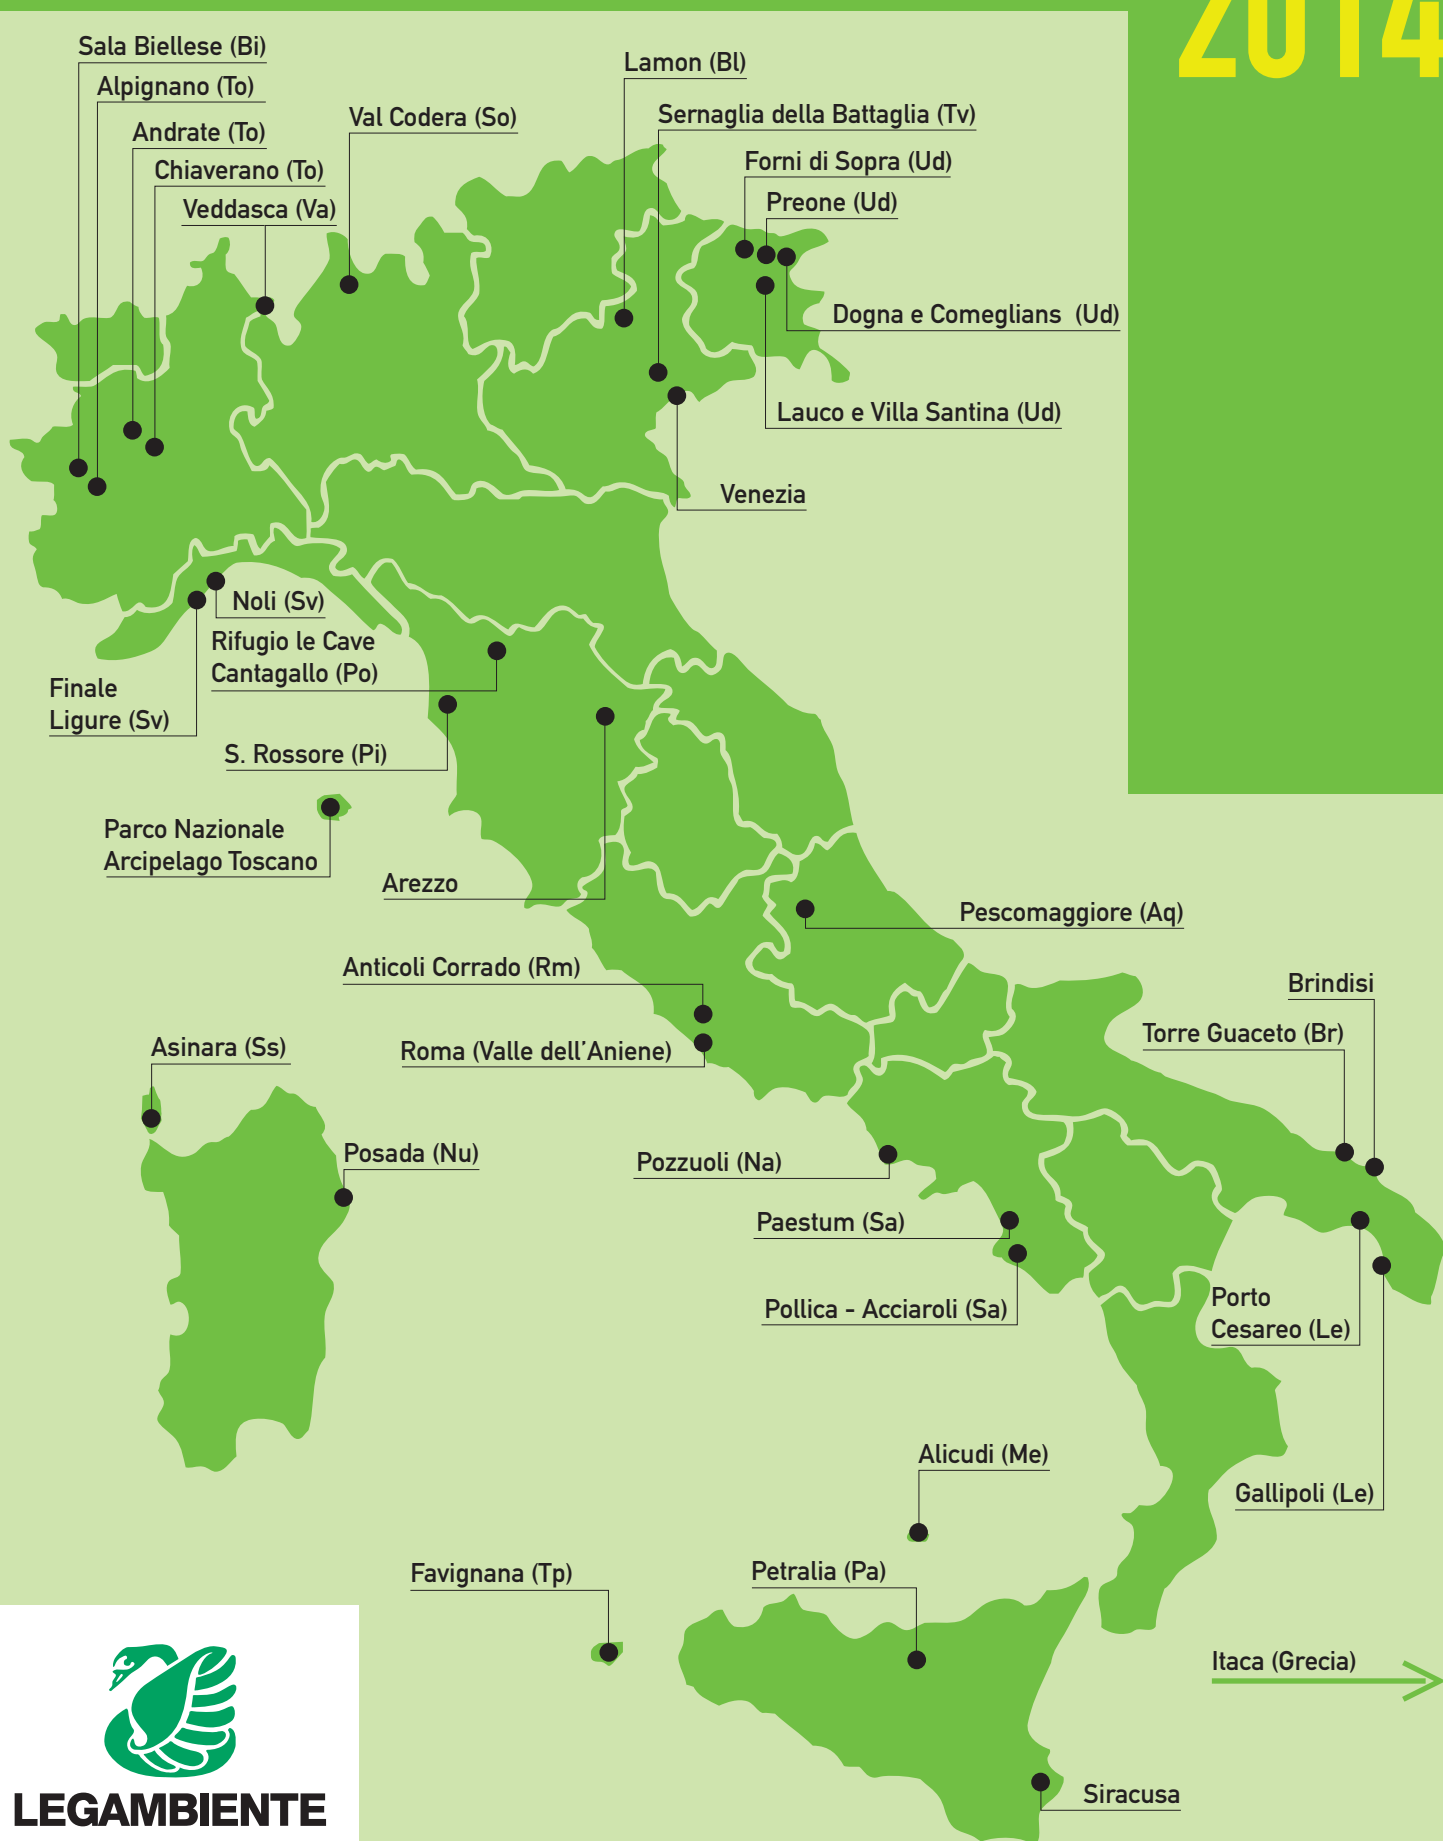 2014
Sala Biellese (Bi)
Alpignano (To)
Andrate (To)
Chiaverano (To)
Veddasca (Va)
Val Codera (So)
Lamon (Bl)
Sernaglia della Battaglia (Tv)
Forni di Sopra (Ud)
Preone (Ud)
Dogna e Comeglians (Ud)
Lauco e Villa Santina (Ud)
Venezia
Noli (Sv)
Rifugio le Cave
Cantagallo (Po)
Finale
Ligure (Sv)
S. Rossore (Pi)
Parco Nazionale
Arcipelago Toscano
Arezzo
Pescomaggiore (Aq)
Anticoli Corrado (Rm)
Roma (Valle dell'Aniene)
Brindisi
Torre Guaceto (Br)
Asinara (Ss)
Posada (Nu)
Pozzuoli (Na)
Paestum (Sa)
Pollica - Acciaroli (Sa)
Porto
Cesareo (Le)
Gallipoli (Le)
Alicudi (Me)
Favignana (Tp)
Petralia (Pa)
Itaca (Grecia)
Siracusa
LEGAMBIENTE